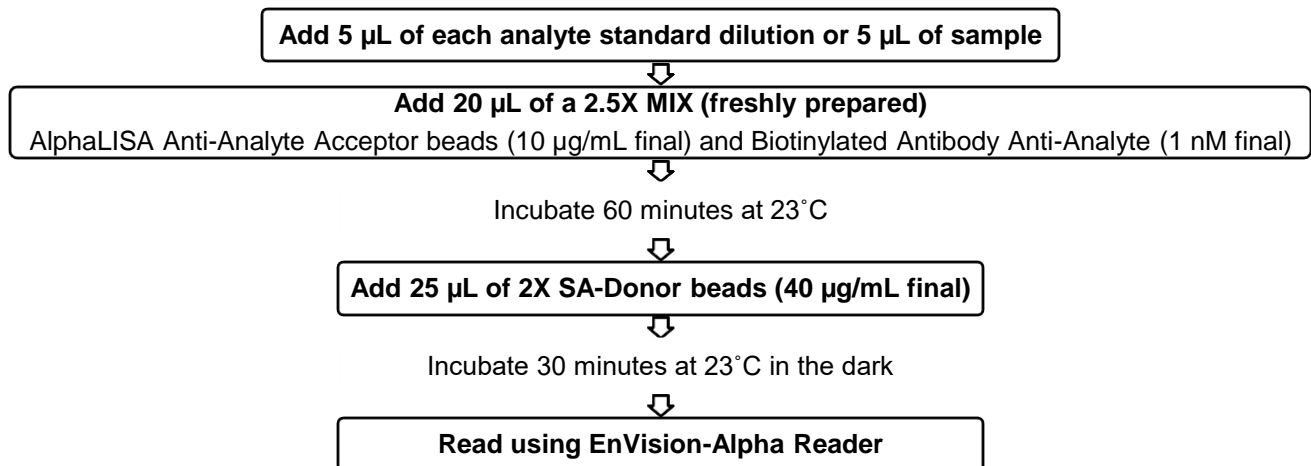 Add 5 µL of each analyte standard dilution or 5 µL of sample
Add 20 µL of a 2.5X MIX (freshly prepared)
AlphaLISA Anti-Analyte Acceptor beads (10 µg/mL final) and Biotinylated Antibody Anti-Analyte (1 nM final)
Incubate 60 minutes at 23˚C
Add 25 µL of 2X SA-Donor beads (40 µg/mL final)
Incubate 30 minutes at 23˚C in the dark
Read using EnVision-Alpha Reader